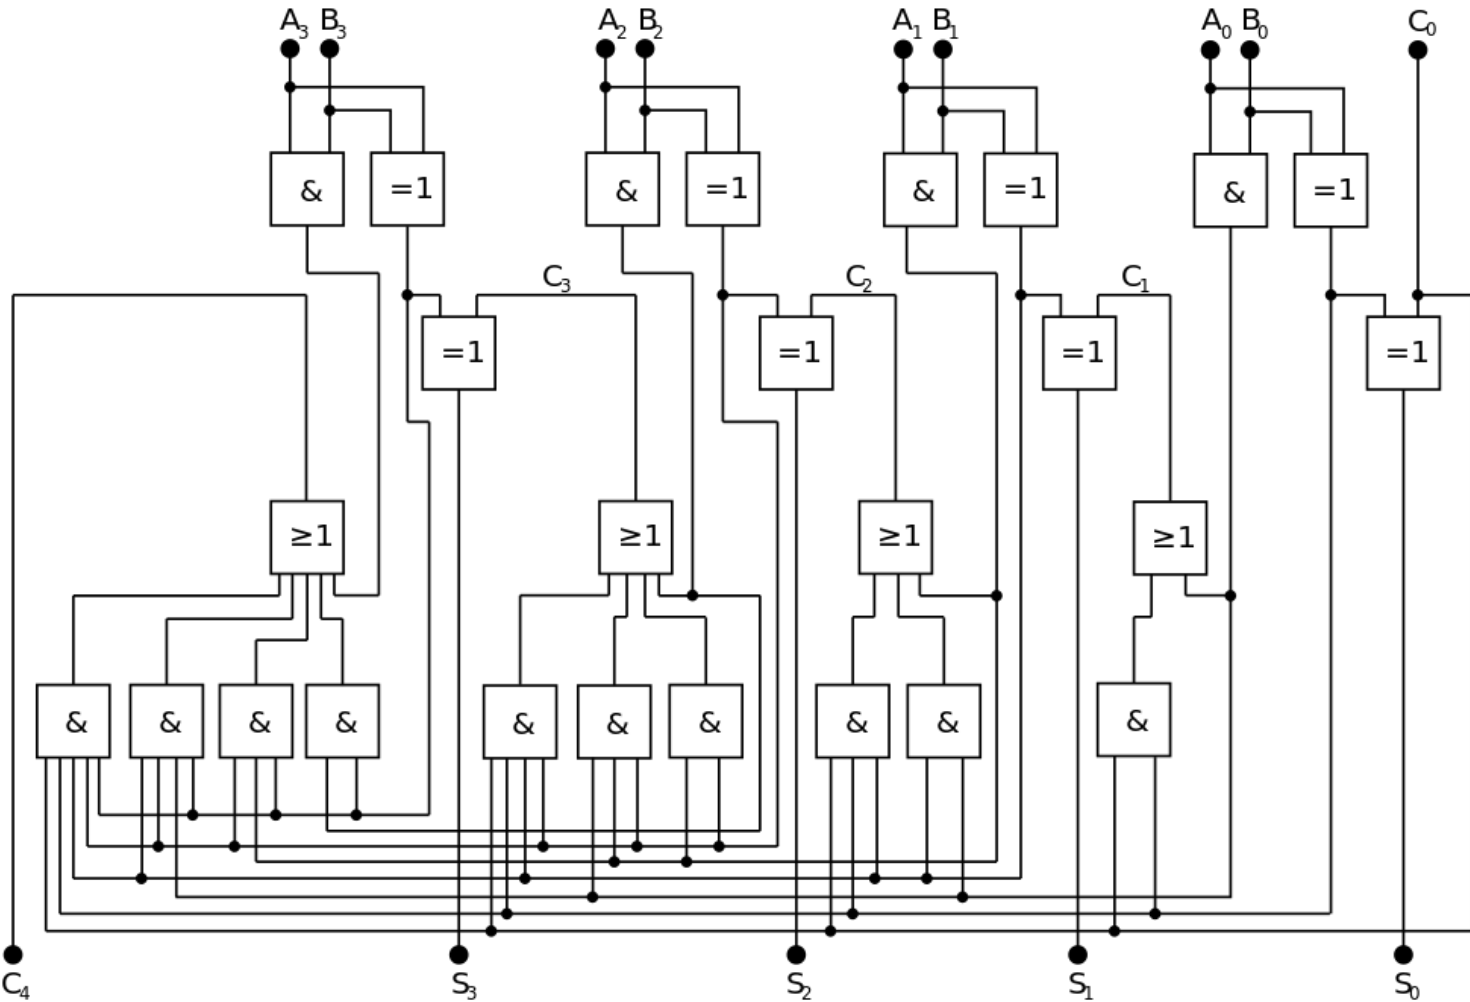 A₃ B₃ A₂ B₂ A₁ B₁ A₀ B₀ C₀
& =1 & =1 & =1 & =1
C₃ C₂ C₁
=1 =1 =1 =1
≥1 ≥1 ≥1 ≥1
& & & & & & & & & &
C₄ S₃ S₂ S₁ S₀